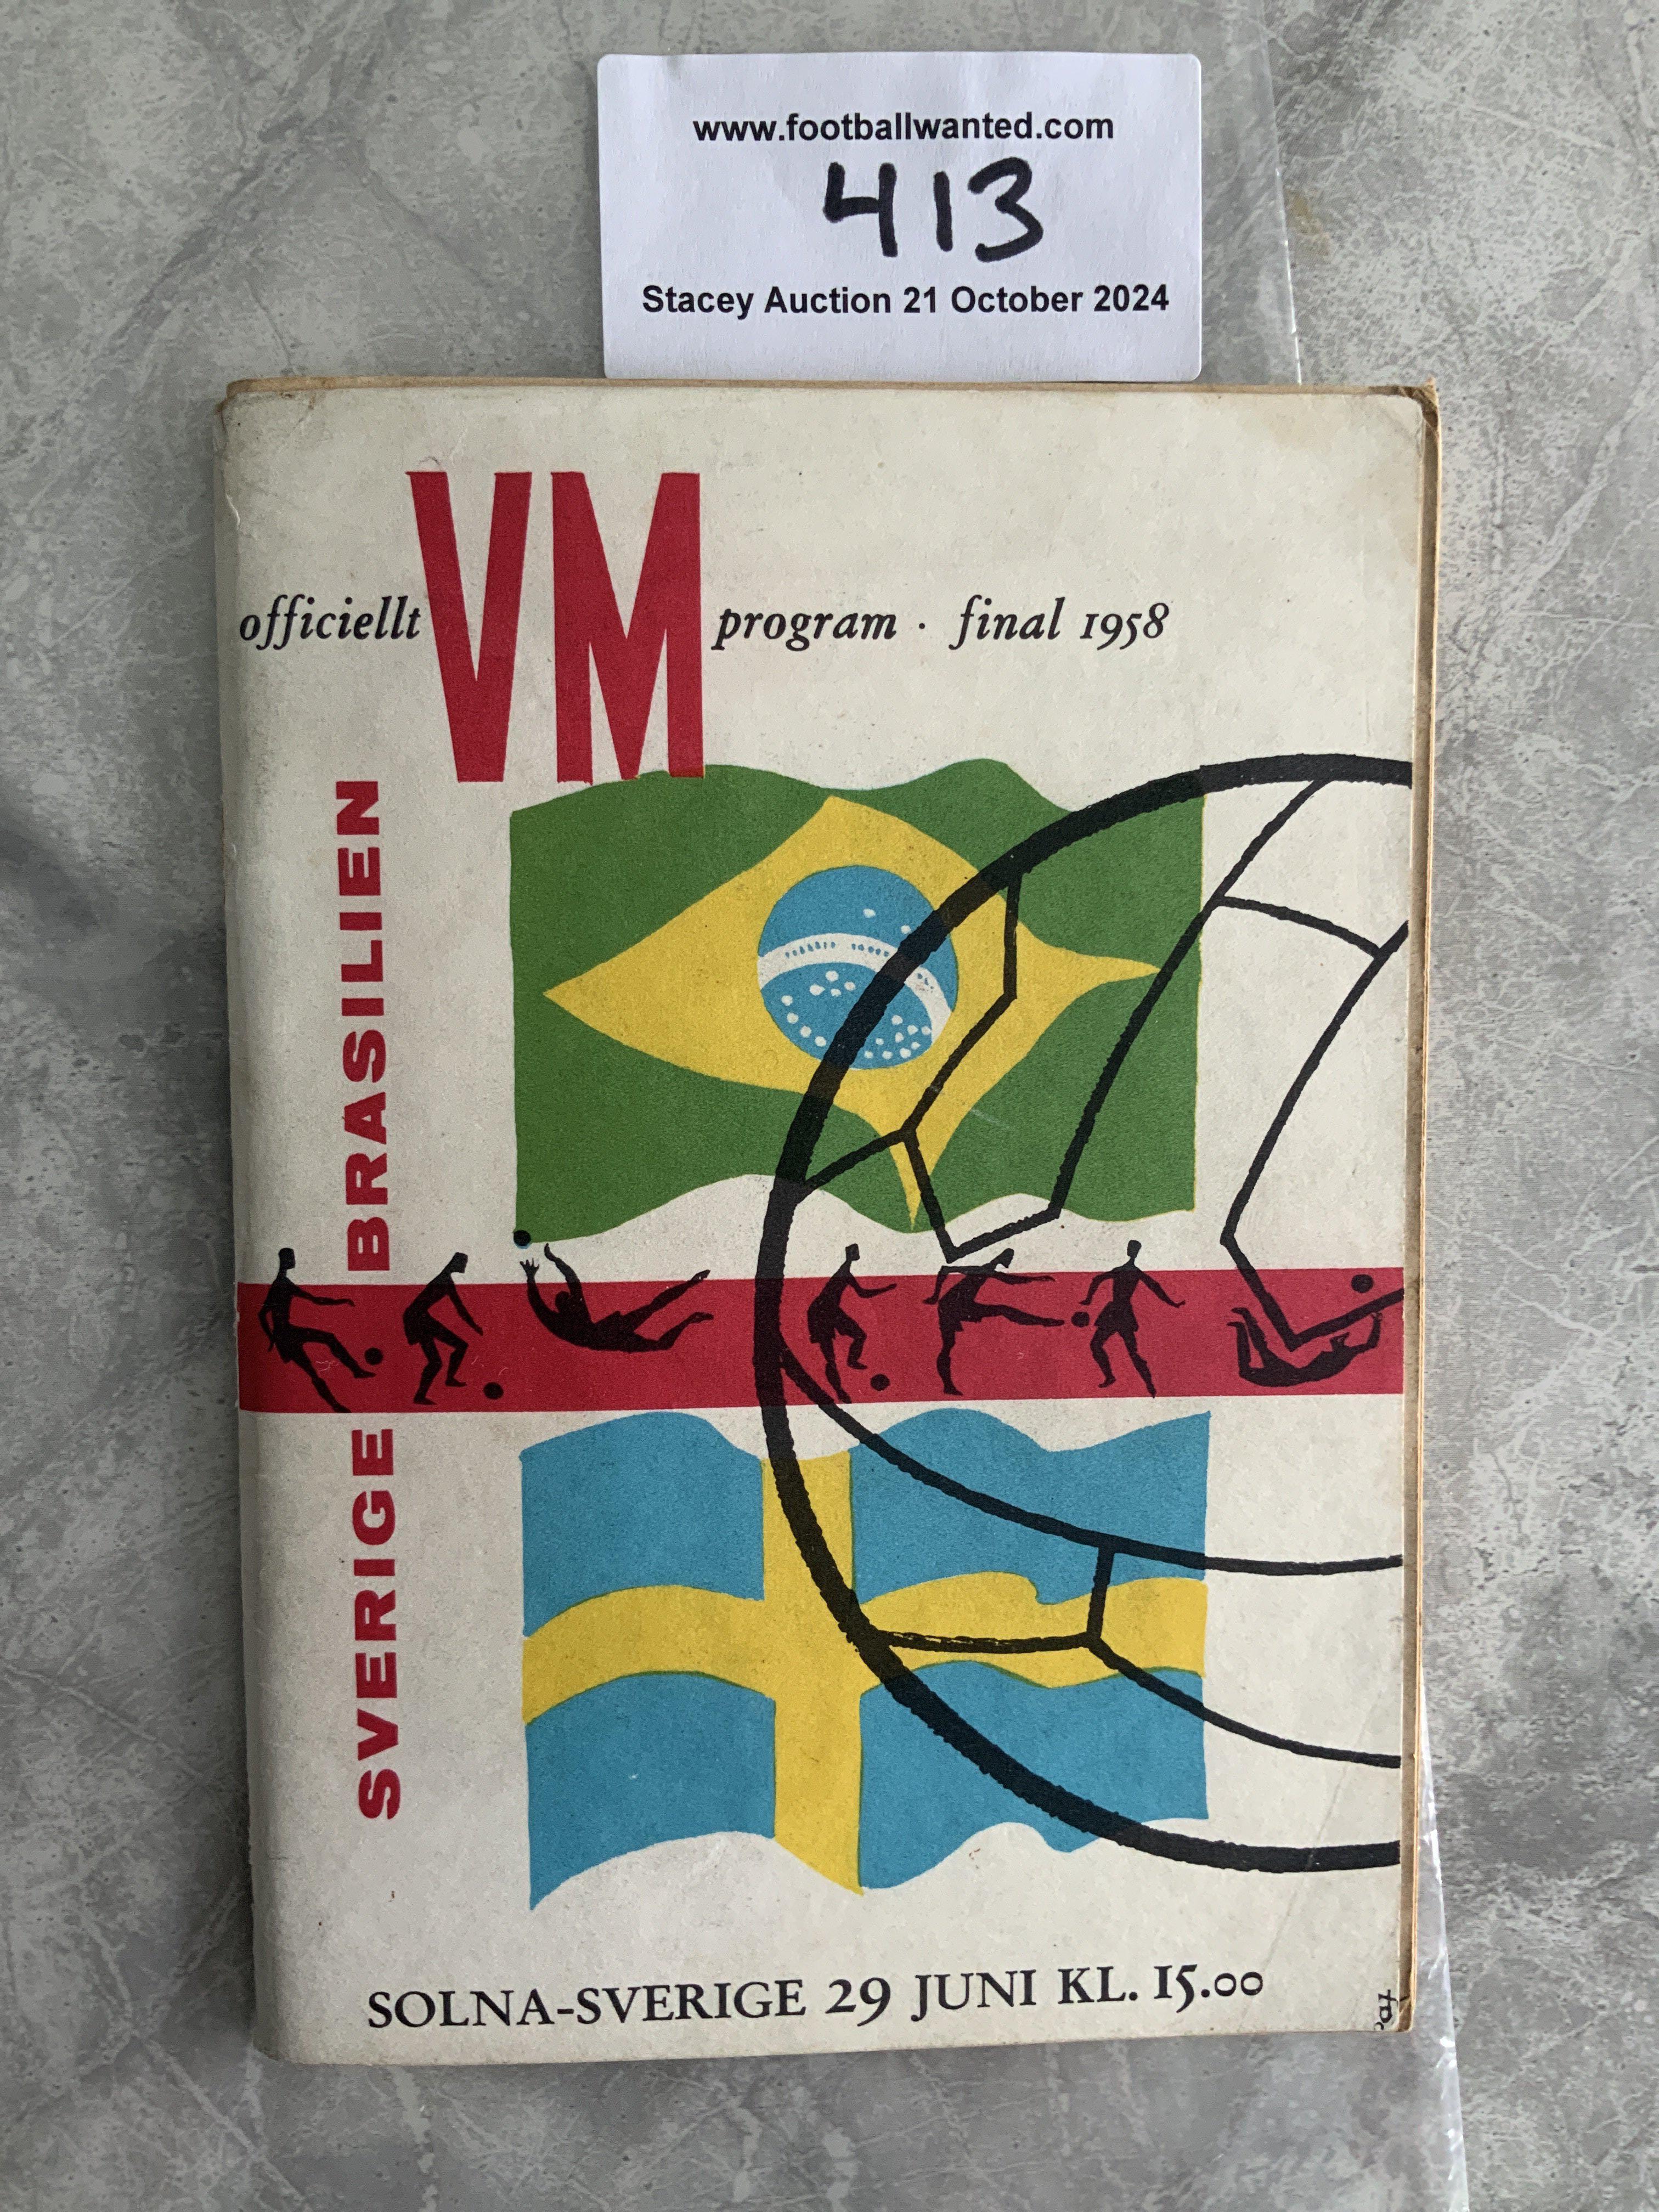 www.footballwanted.com
413
Stacey Auction 21 October 2024
officiellt VM program · final 1958
BRASILIEN
SVERIGE
SOLNA-SVERIGE 29 JUNI KL. 15.00